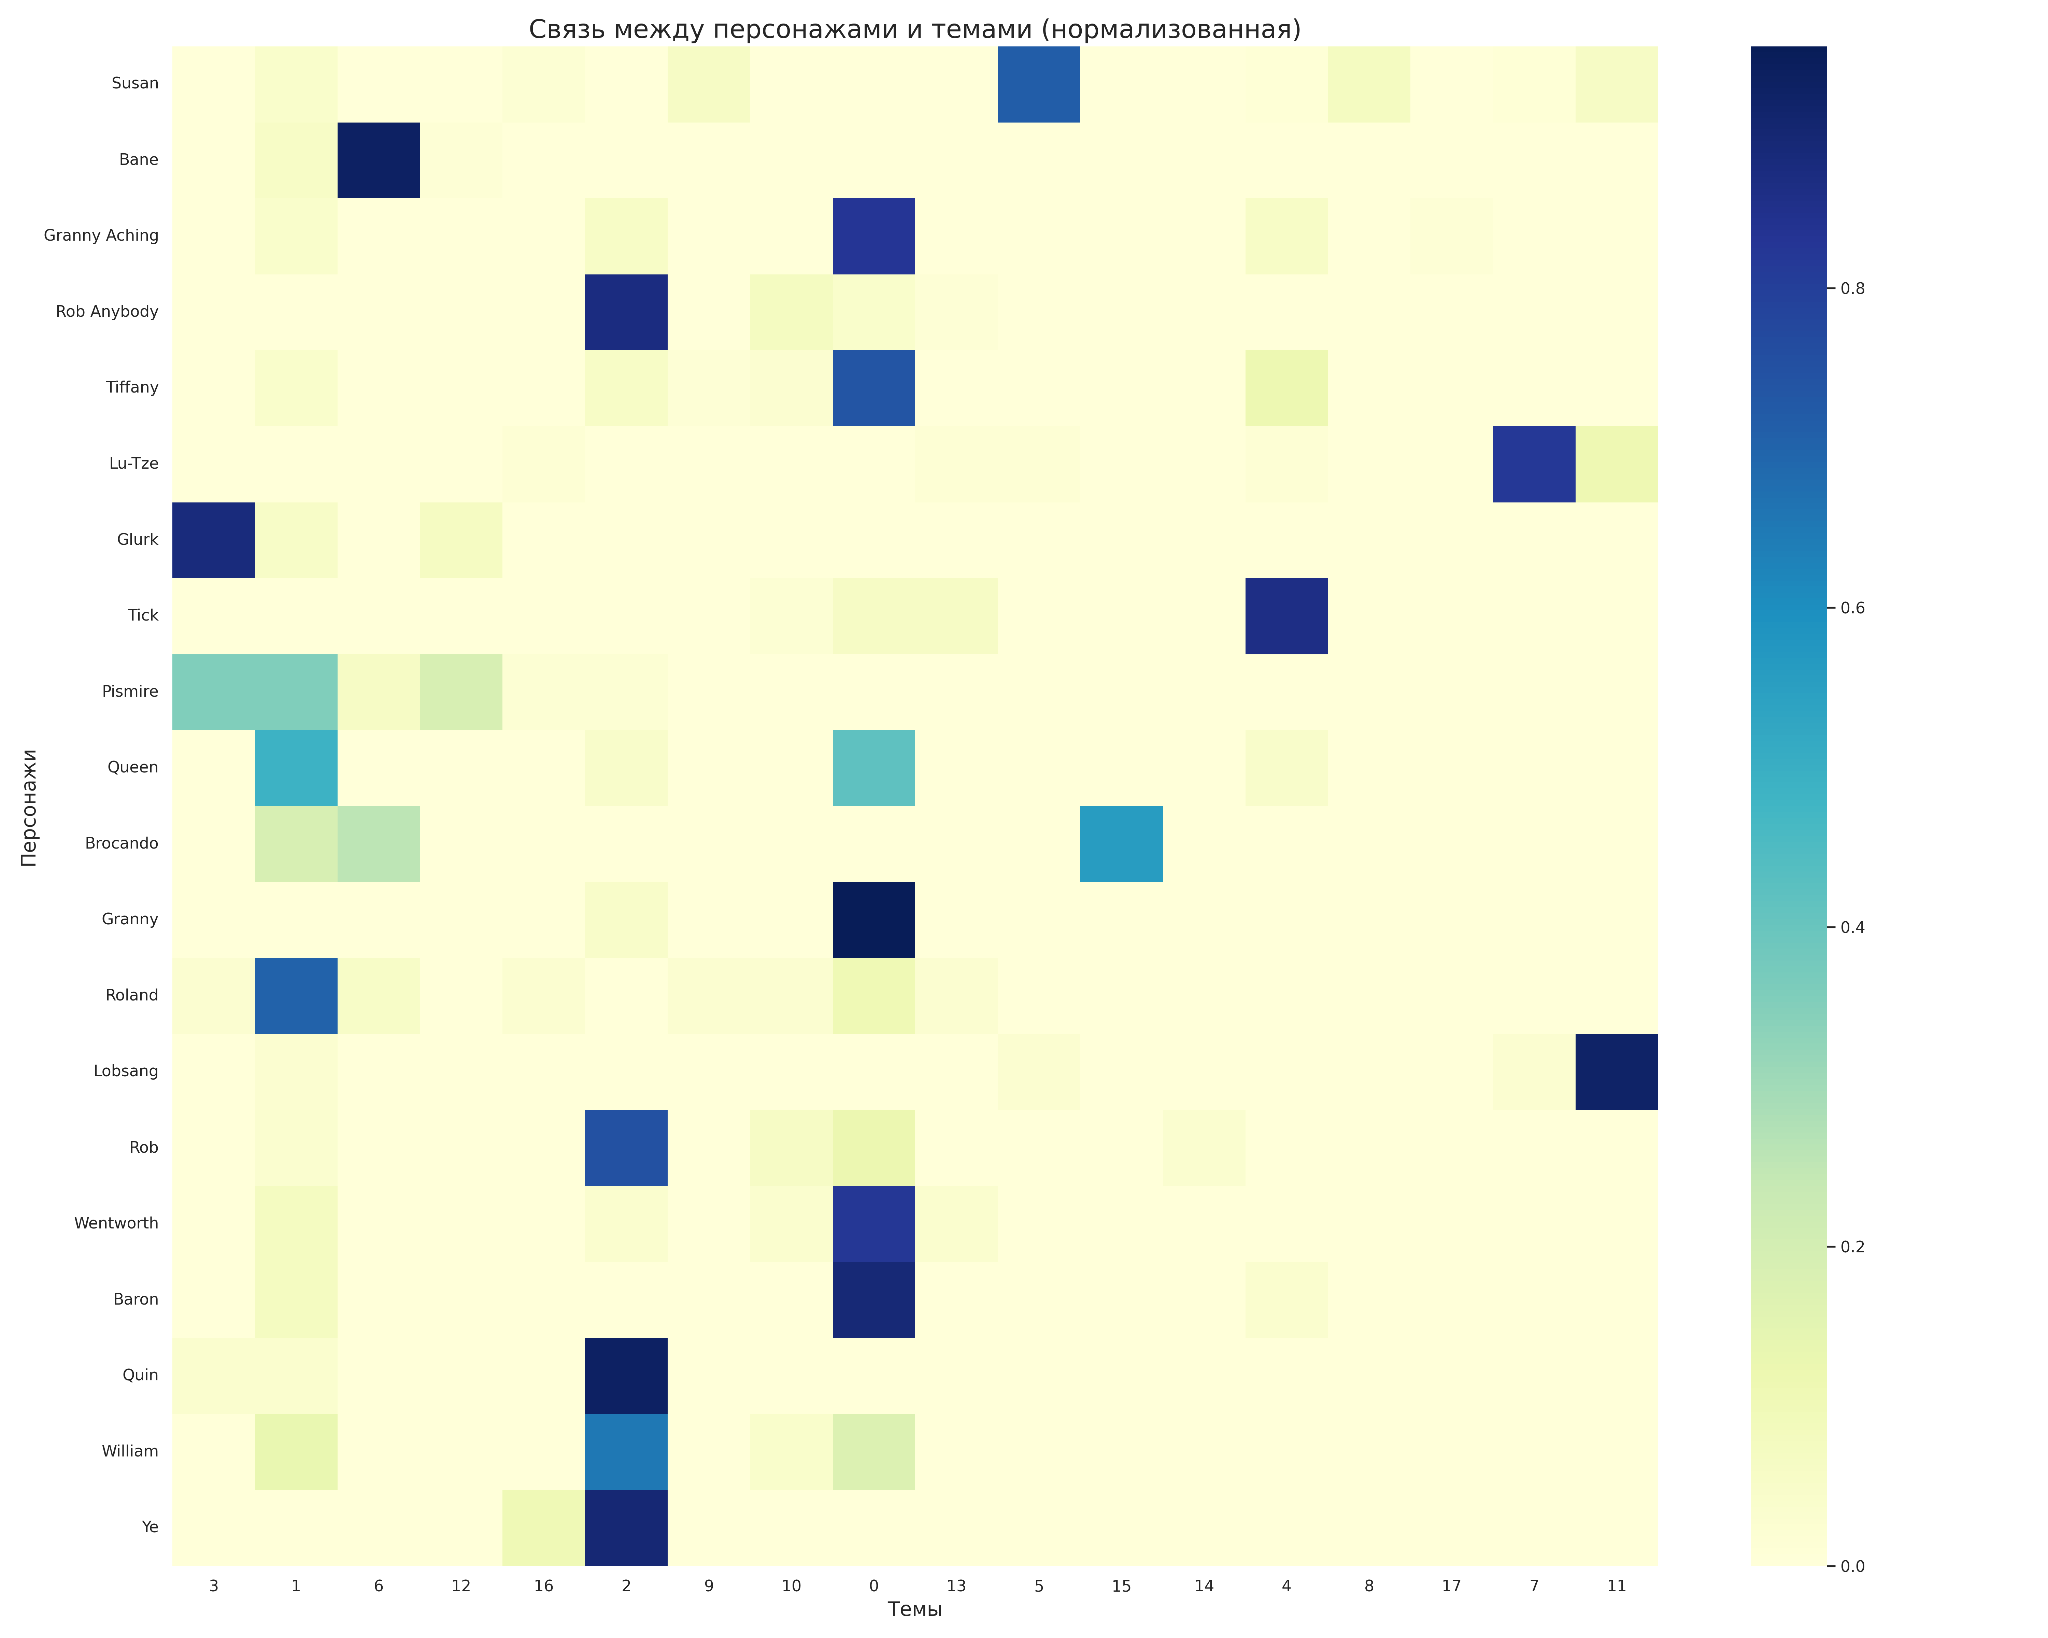 Связь между персонажами и темами (нормализованная)
Susan
Bane
Granny Aching
Rob Anybody
Tiffany
Lu-Tze
Glurk
Tick
Pismire
Queen
Brocando
Granny
Roland
Lobsang
Rob
Wentworth
Baron
Quin
William
Ye
Персонажи
3 1 6 12 16 2 9 10 0 13 5 15 14 4 8 17 7 11
Темы
0.8
0.6
0.4
0.2
0.0